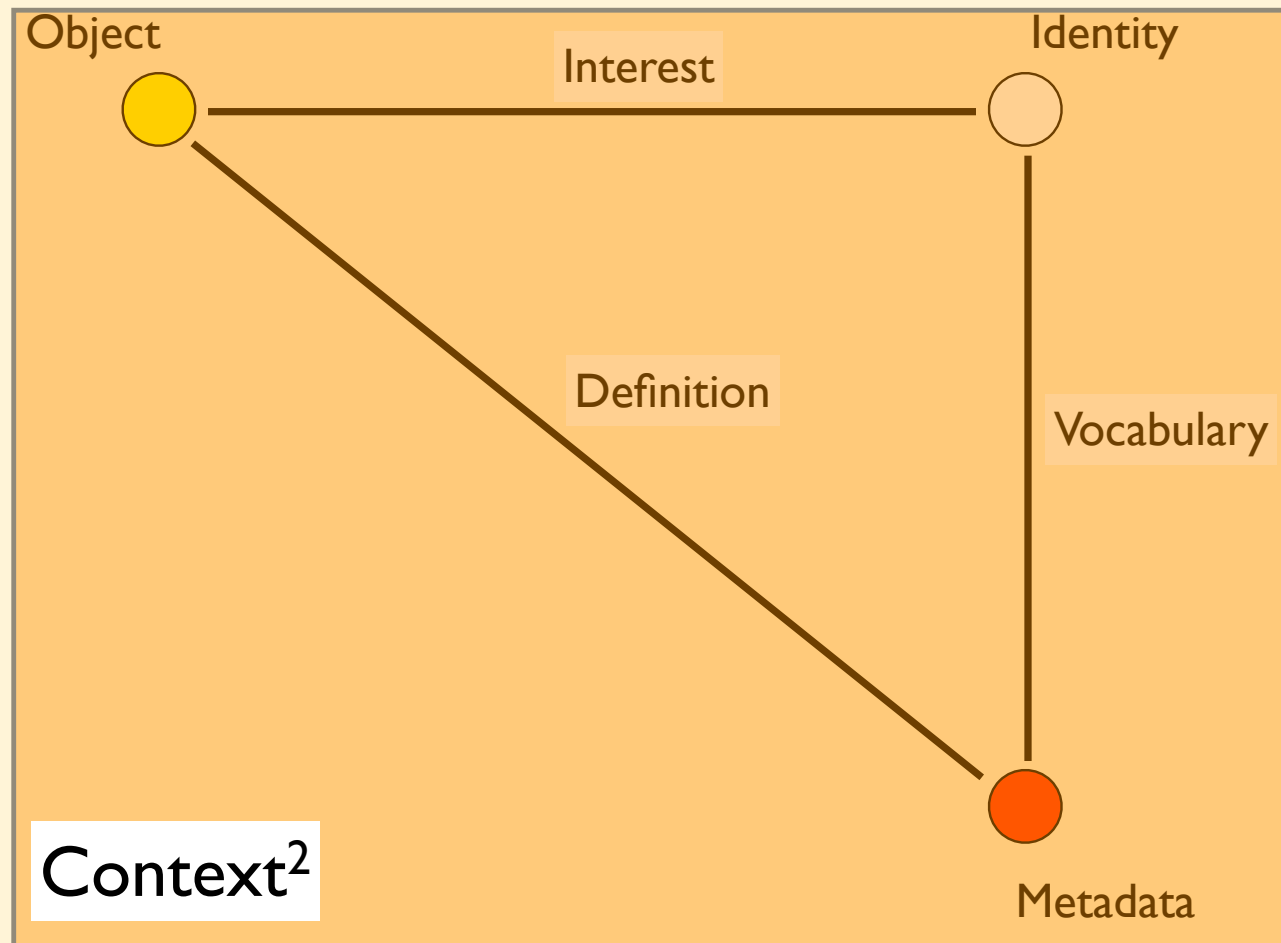 Object
Identity
Interest
Definition
Vocabulary
Context²
Metadata